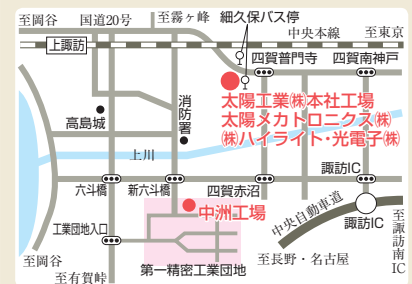 至岡谷
国道20号
至霧ヶ峰
細久保バス停
中央本線
至東京
上諏訪
四賀普門寺
四賀南神戸
太陽工業㈱本社工場
太陽メカトロニクス㈱
㈱ハイライト・光電子㈱
高島城
消防署
上川
諏訪IC
六斗橋
新六斗橋
四賀赤沼
中洲工場
中央自動車道
工業団地入口
諏訪IC
至諏訪南IC
至岡谷
至長野・名古屋
第一精密工業団地
至有賀峠